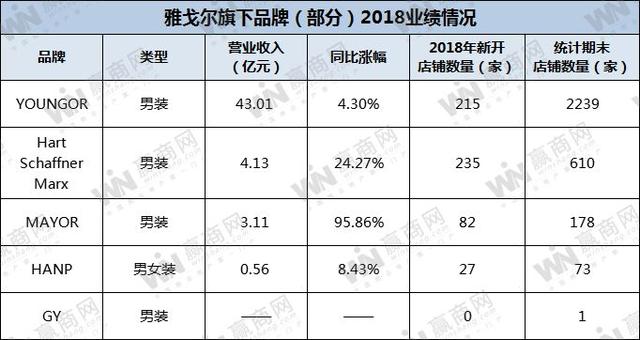 雅戈尔旗下品牌（部分）2018业绩情况
品牌 类型 营业收入（亿元） 同比涨幅 2018年新开店铺数量（家） 统计期末店铺数量（家）
YOUNGOR 男装 43.01 4.30% 215 2239
Hart Schaffner Marx 男装 4.13 24.27% 235 610
MAYOR 男装 3.11 95.86% 82 178
HANP 男女装 0.56 8.43% 27 73
GY 男装 —— —— 0 1
WIN 赢商网